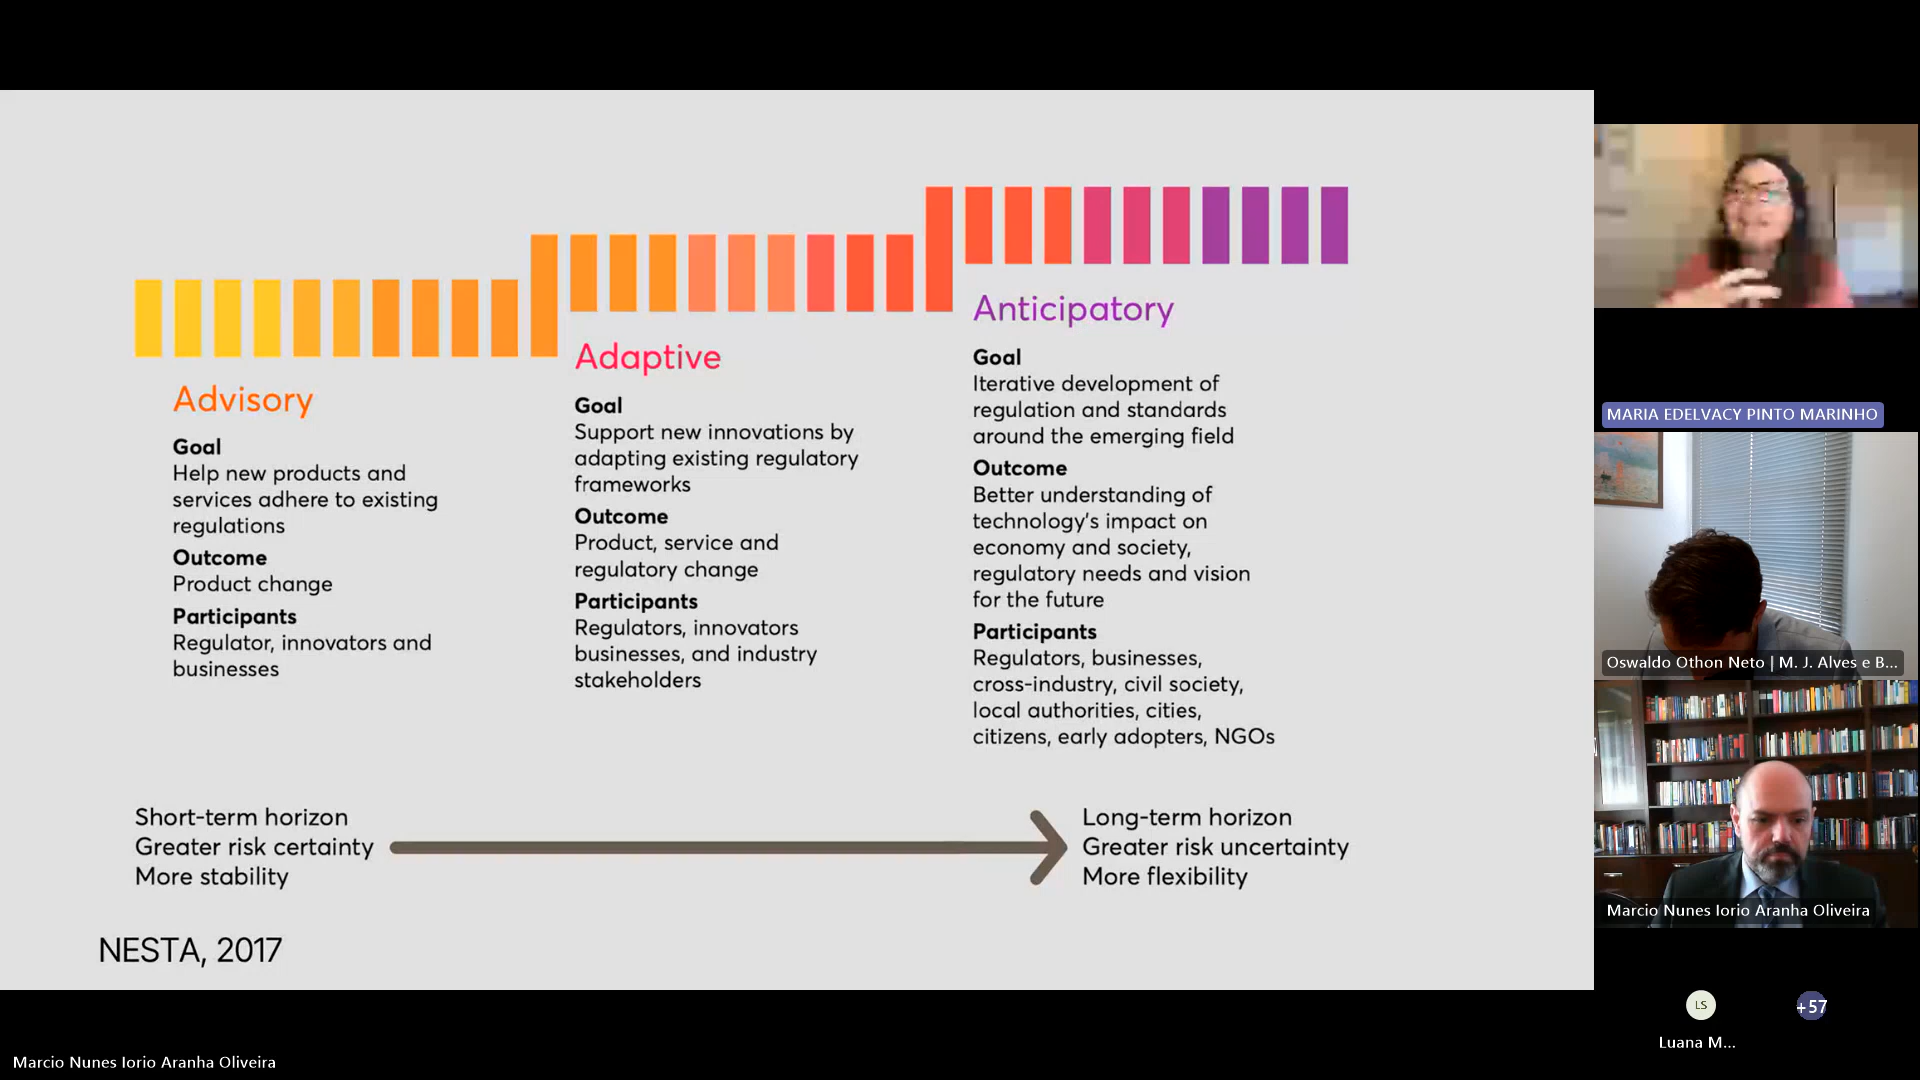 Advisory
Goal
Help new products and
services adhere to existing
regulations
Outcome
Product change
Participants
Regulator, innovators and
businesses
Adaptive
Goal
Support new innovations by
adapting existing regulatory
frameworks
Outcome
Product, service and
regulatory change
Participants
Regulators, innovators
businesses, and industry
stakeholders
Anticipatory
Goal
Iterative development of
regulation and standards
around the emerging field
Outcome
Better understanding of
technology's impact on
economy and society,
regulatory needs and vision
for the future
Participants
Regulators, businesses,
cross-industry, civil society,
local authorities, cities,
citizens, early adopters, NGOs
Short-term horizon
Greater risk certainty
More stability
Long-term horizon
Greater risk uncertainty
More flexibility
NESTA, 2017
MARIA EDELVACY PINTO MARINHO
Oswaldo Othon Neto | M. J. Alves e B...
Marcio Nunes Iorio Aranha Oliveira
LS
+57
Luana M...
Marcio Nunes Iorio Aranha Oliveira